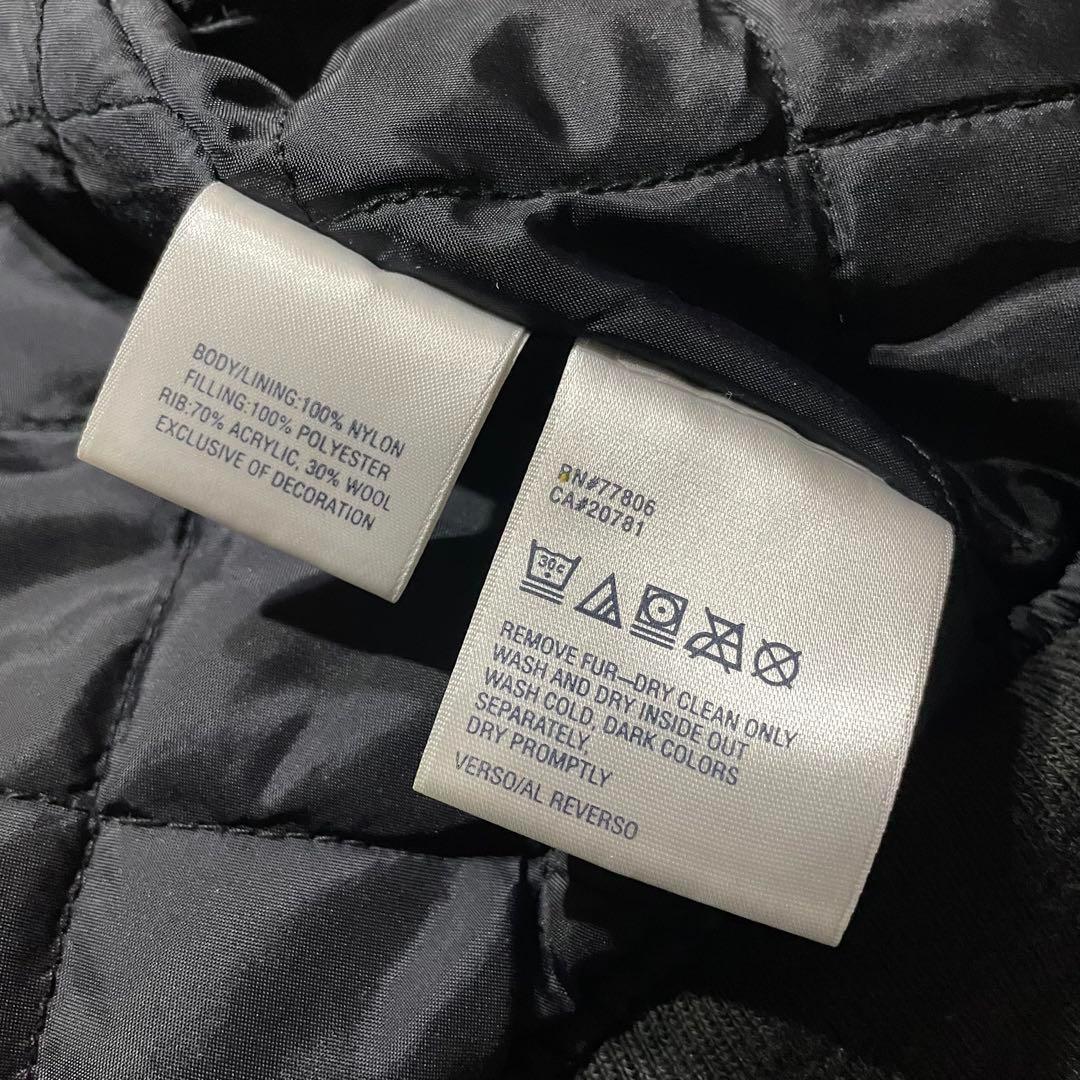 BODY/LINING:100% NYLON
FILLING:100% POLYESTER
RIB:70% ACRYLIC, 30% WOOL
EXCLUSIVE OF DECORATION
RN#77806
CA#20781
30c
REMOVE FUR—DRY CLEAN ONLY
WASH AND DRY INSIDE OUT
WASH COLD, DARK COLORS
SEPARATELY,
DRY PROMPTLY
VERSO/AL REVERSO